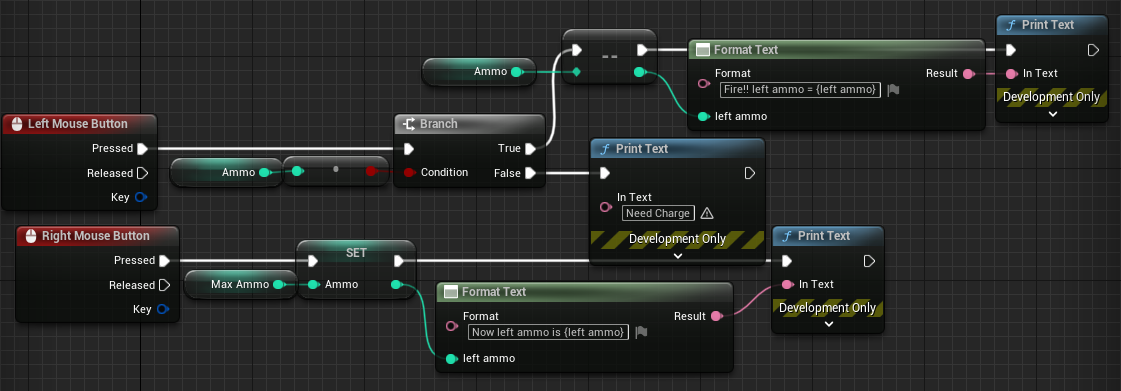 Print Text
--
Ammo
Format Text
Format
Result
In Text
Fire!! left ammo = {left ammo}
Development Only
left ammo
Left Mouse Button
Branch
Pressed
True
Released
Ammo
Condition
False
Key
Print Text
In Text
Need Charge
Development Only
Right Mouse Button
SET
Print Text
Pressed
Released
Max Ammo
Ammo
In Text
Key
Format Text
Development Only
Format
Result
Now left ammo is {left ammo}
left ammo